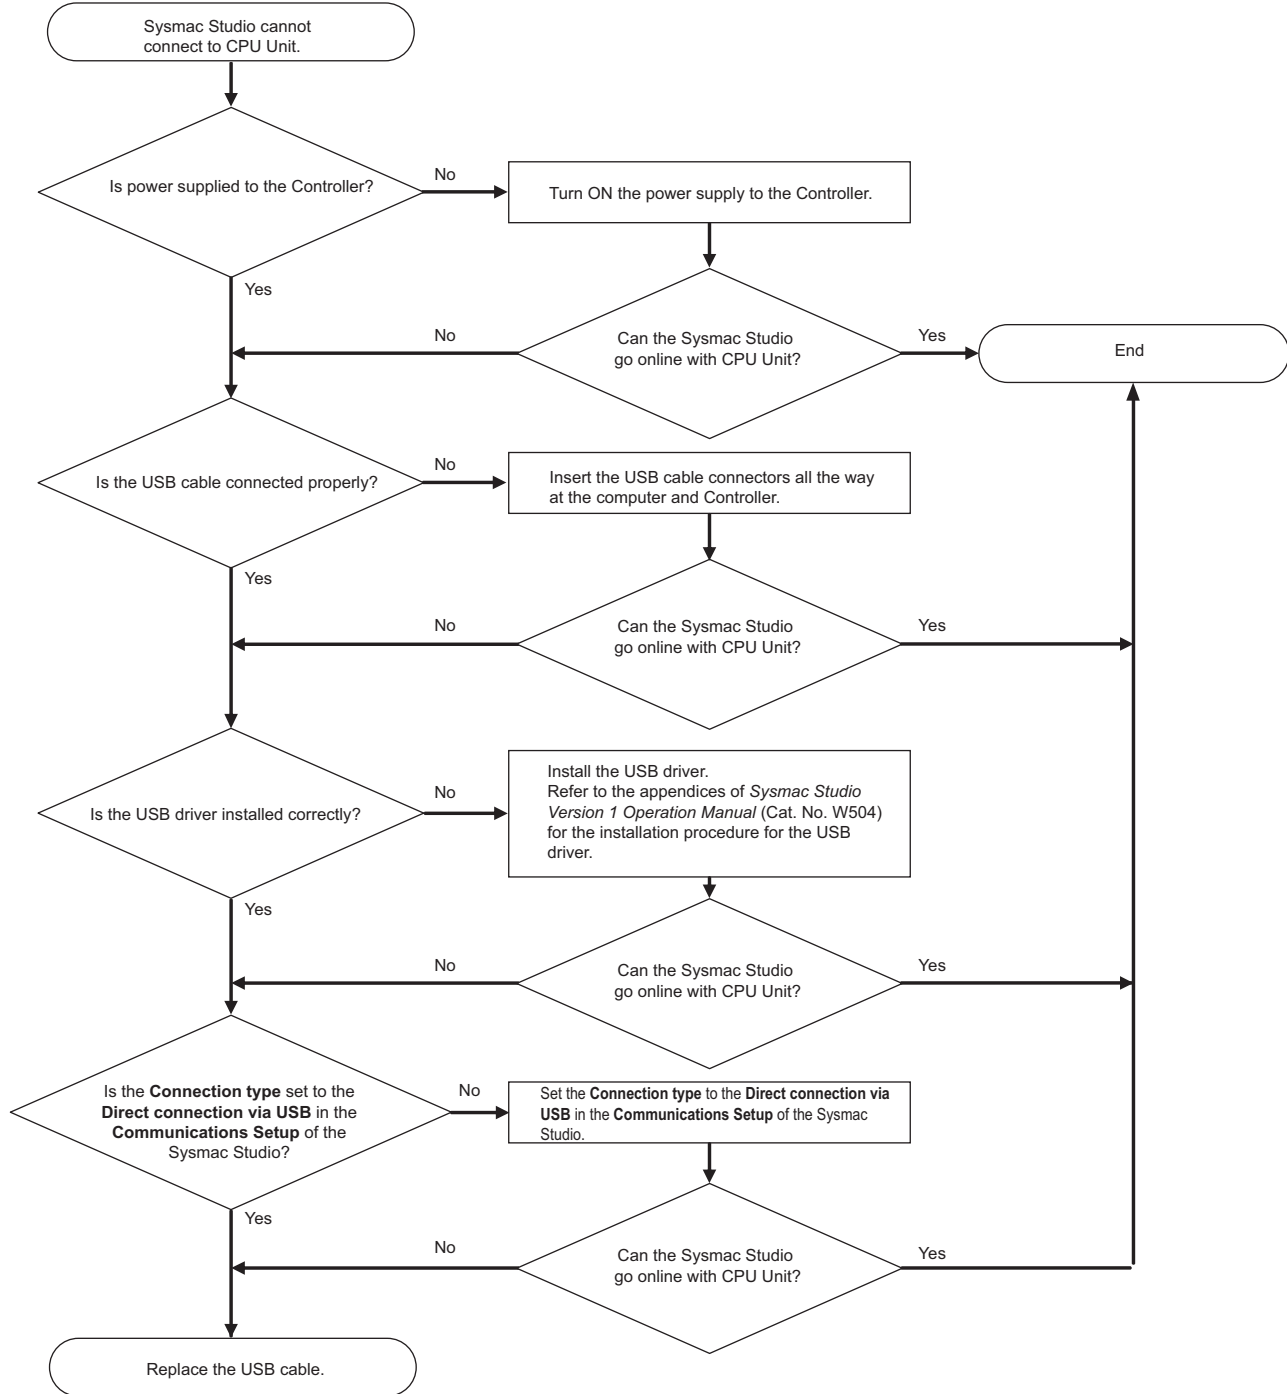 Sysmac Studio cannot
connect to CPU Unit.
Is power supplied to the Controller?
No
Turn ON the power supply to the Controller.
Yes
No
Can the Sysmac Studio
go online with CPU Unit?
Yes
End
Is the USB cable connected properly?
No
Insert the USB cable connectors all the way
at the computer and Controller.
Yes
No
Can the Sysmac Studio
go online with CPU Unit?
Yes
Is the USB driver installed correctly?
No
Install the USB driver.
Refer to the appendices of Sysmac Studio
Version 1 Operation Manual (Cat. No. W504)
for the installation procedure for the USB
driver.
Yes
No
Can the Sysmac Studio
go online with CPU Unit?
Yes
Is the Connection type set to the
Direct connection via USB in the
Communications Setup of the
Sysmac Studio?
No
Set the Connection type to the Direct connection via
USB in the Communications Setup of the Sysmac
Studio.
Yes
No
Can the Sysmac Studio
go online with CPU Unit?
Yes
Replace the USB cable.